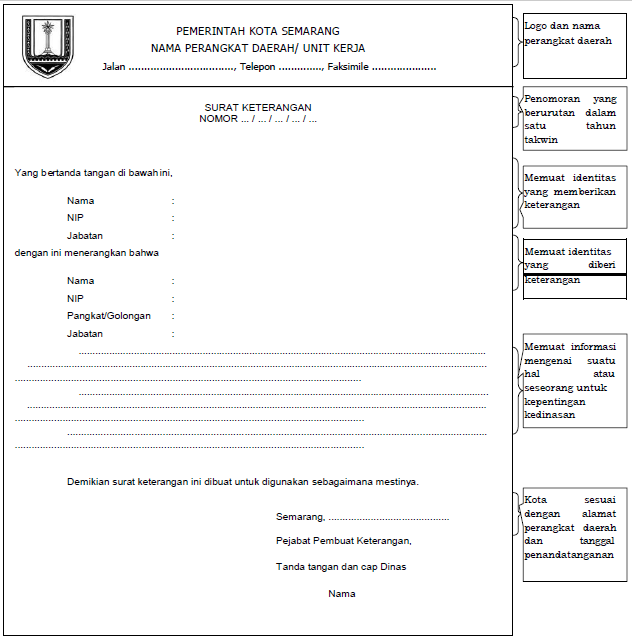 PEMERINTAH KOTA SEMARANG
NAMA PERANGKAT DAERAH/ UNIT KERJA
Jalan ................................., Telepon ............., Faksimile ....................
Logo dan nama
perangkat daerah
SURAT KETERANGAN
NOMOR ... / ... / ... / ... / ...
Penomoran yang
berurutan dalam
satu tahun
takwin
Yang bertanda tangan di bawah ini,
Nama :
NIP :
Jabatan :
Memuat identitas
yang memberikan
keterangan
dengan ini menerangkan bahwa
Nama :
NIP :
Pangkat/Golongan :
Jabatan :
Memuat identitas
yang diberi
keterangan
..........................................................................................................................................
............................................................................................................................................................
......................................................................................................................
..........................................................................................................................................
............................................................................................................................................................
.......................................................................................................................
..............................................................................................................................................
.......................................................................................................................
Memuat informasi
mengenai suatu
hal atau
seseorang untuk
kepentingan
kedinasan
Demikian surat keterangan ini dibuat untuk digunakan sebagaimana mestinya.
Semarang, ...........................................
Pejabat Pembuat Keterangan,
Tanda tangan dan cap Dinas
Nama
Kota sesuai
dengan alamat
perangkat daerah
dan tanggal
penandatanganan